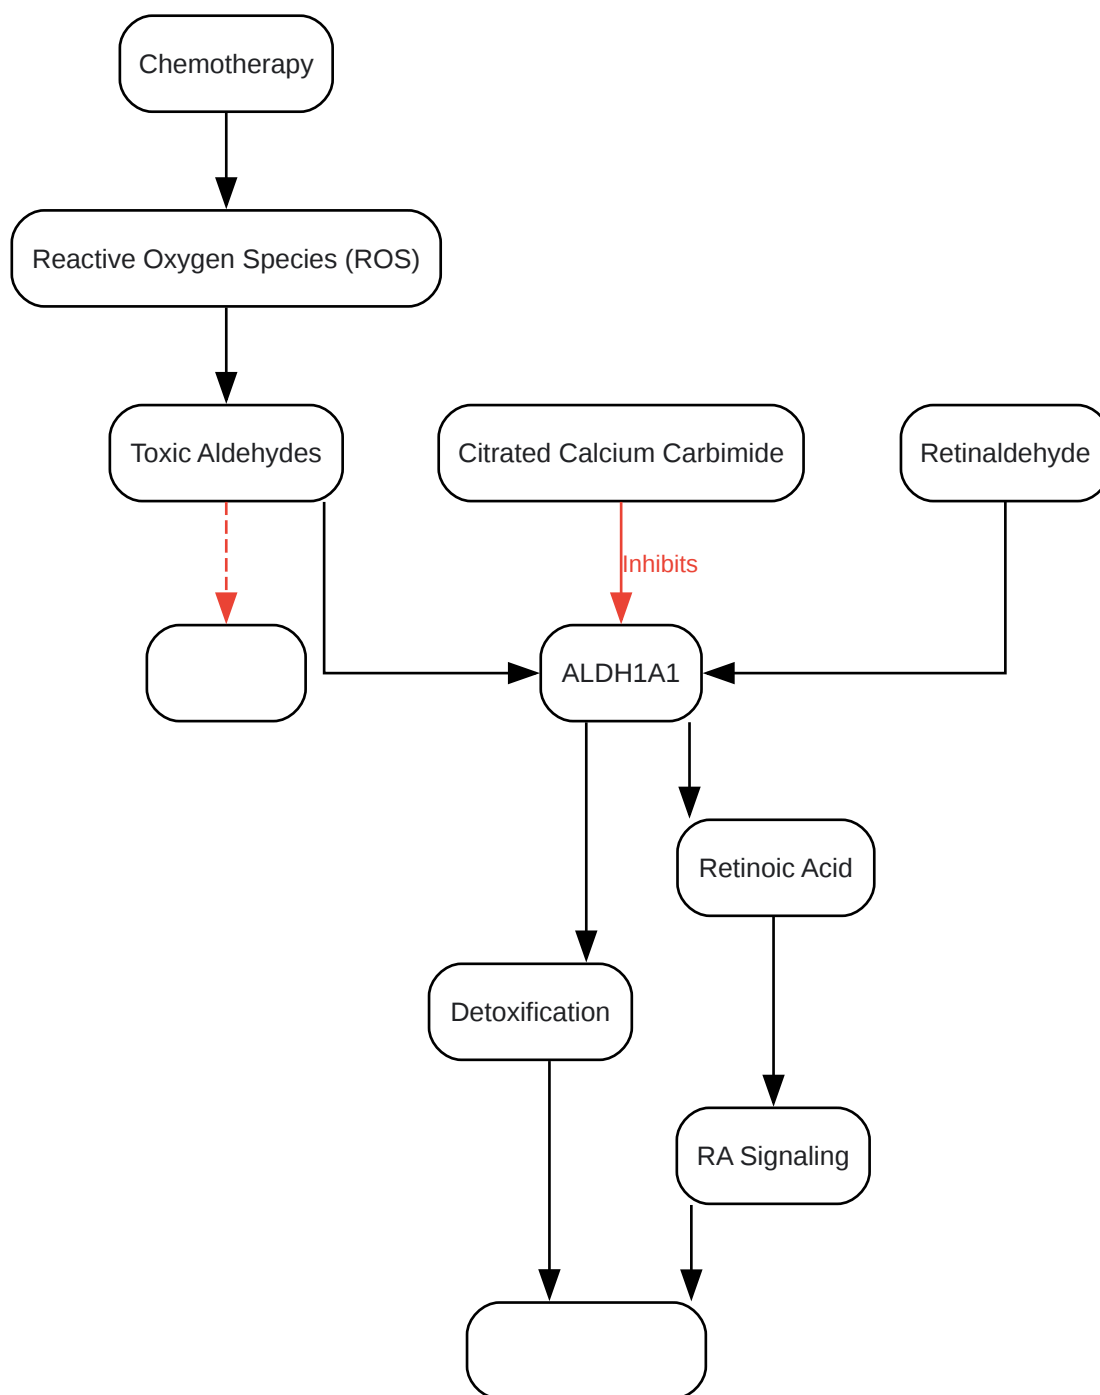 Chemotherapy
Reactive Oxygen Species (ROS)
Toxic Aldehydes
Citrated Calcium Carbimide
Retinaldehyde
Inhibits
ALDH1A1
Retinoic Acid
Detoxification
RA Signaling